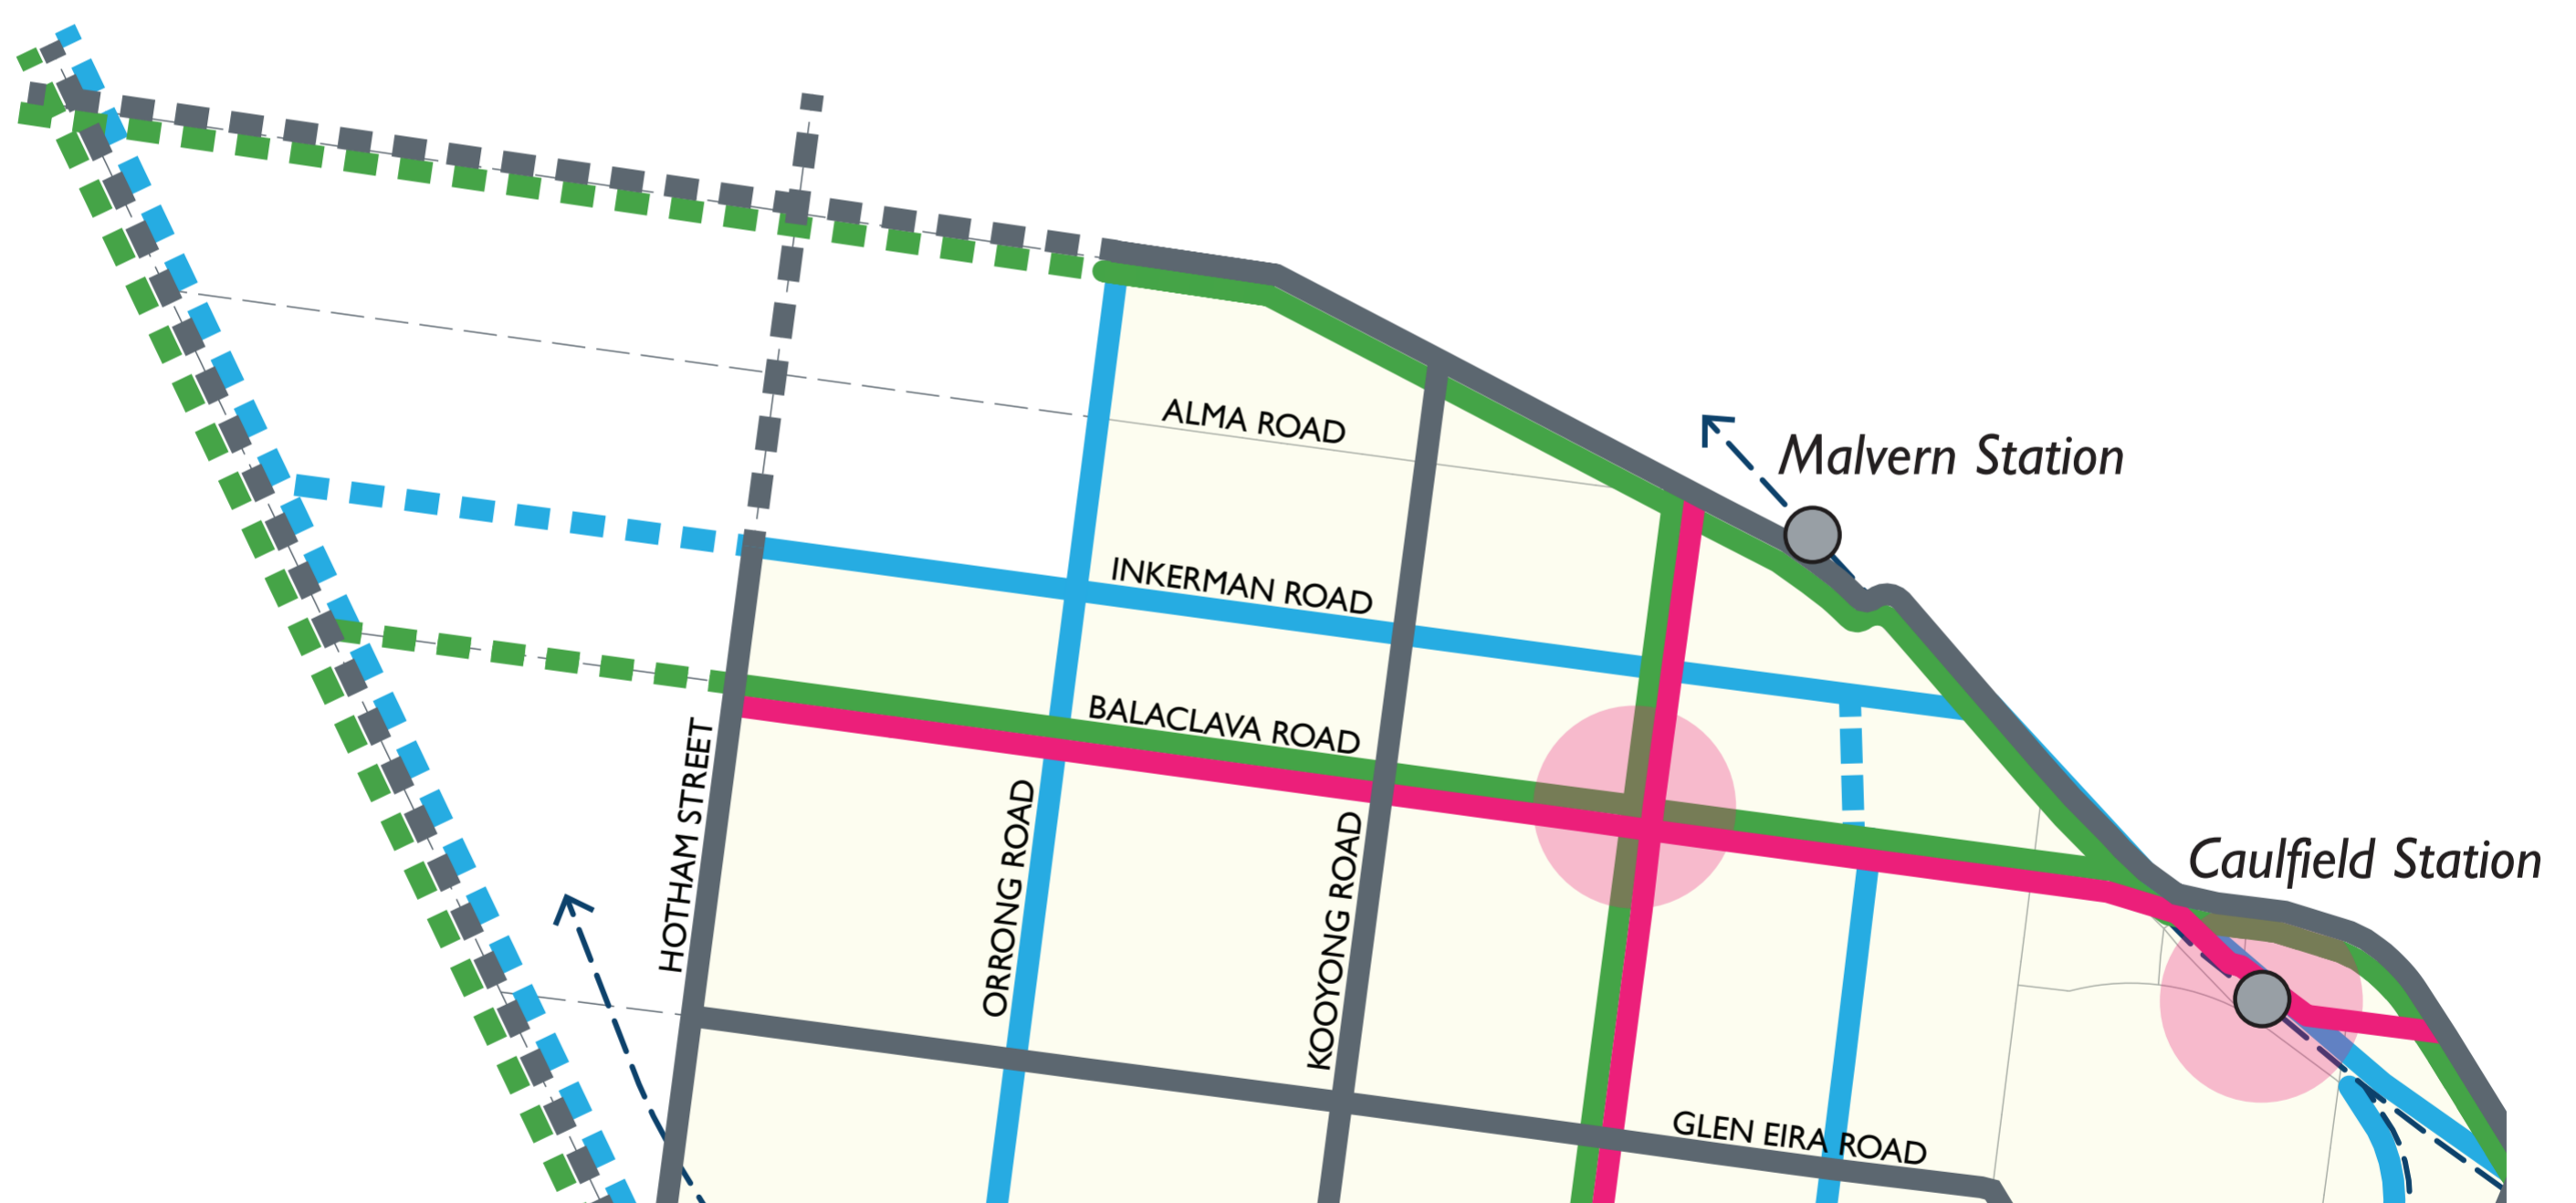 ALMA ROAD
Malvern Station
INKERMAN ROAD
BALACLAVA ROAD
HOTHAM STREET
ORRONG ROAD
KOOYONG ROAD
Caulfield Station
GLEN EIRA ROAD